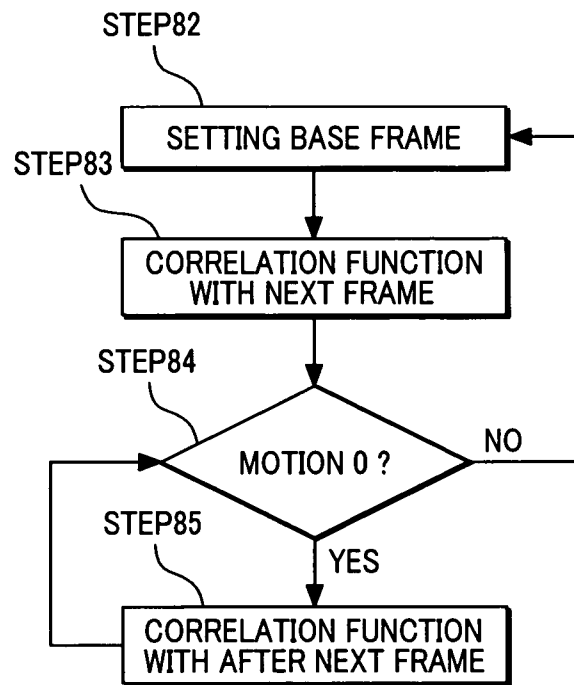 STEP82
SETTING BASE FRAME
STEP83
CORRELATION FUNCTION
WITH NEXT FRAME
STEP84
MOTION 0 ?
NO
STEP85
YES
CORRELATION FUNCTION
WITH AFTER NEXT FRAME